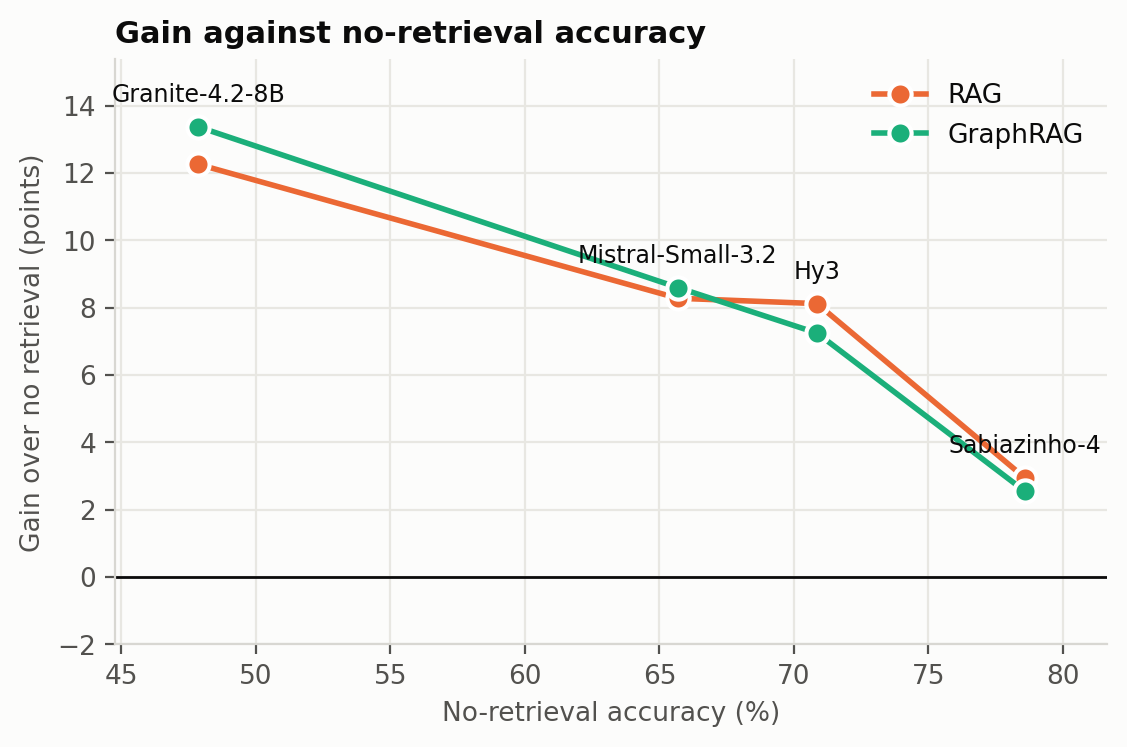 Gain against no-retrieval accuracy
Granite-4.2-8B
Mistral-Small-3.2
Hy3
Sabiazinho-4
RAG
GraphRAG
Gain over no retrieval (points)
14
12
10
8
6
4
2
0
−2
45 50 55 60 65 70 75 80
No-retrieval accuracy (%)